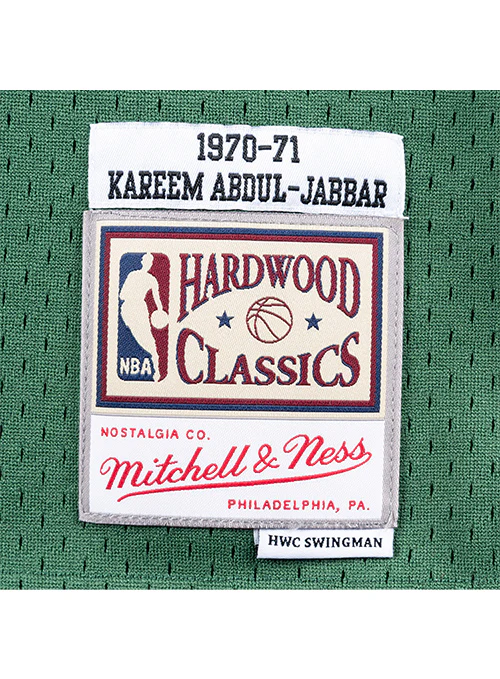 1970-71
KAREEM ABDUL-JABBAR
HARDWOOD
CLASSICS
NBA
NOSTALGIA CO.
Mitchell & Ness
PHILADELPHIA, PA.
HWC SWINGMAN